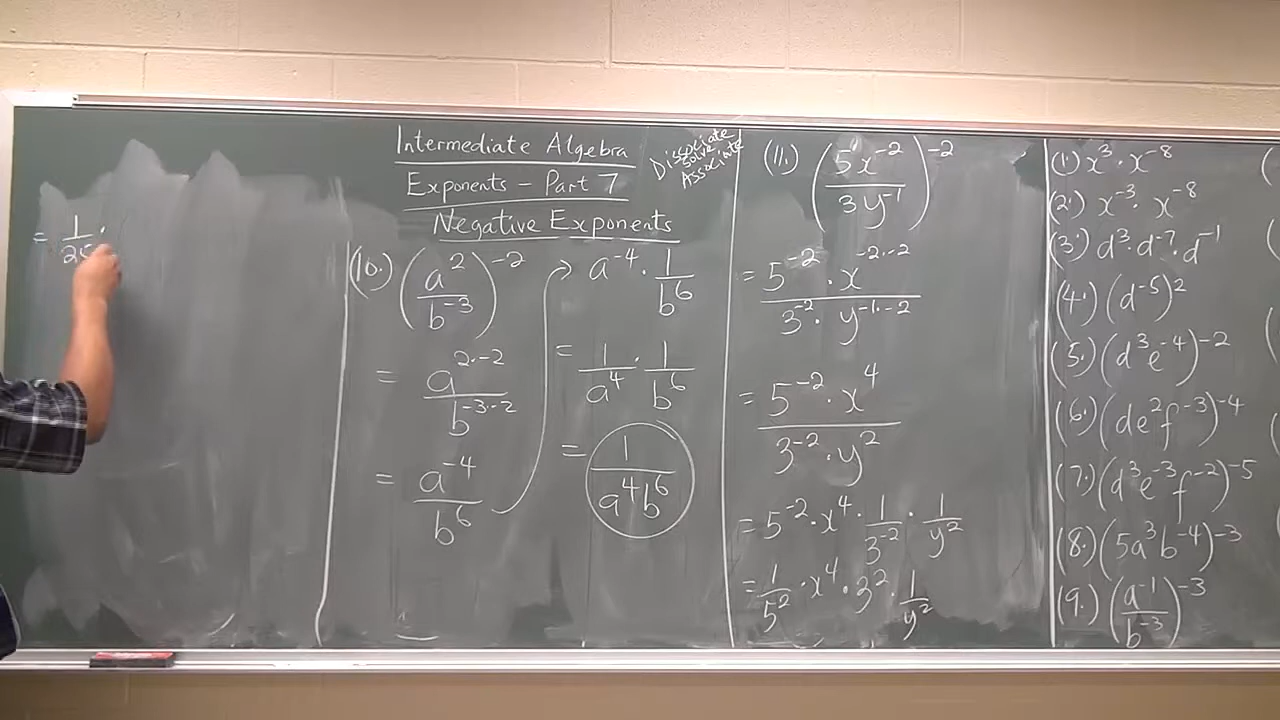 = 1/25 ·
Intermediate Algebra
Exponents - Part 7
Negative Exponents
Dissociate
Solve
Associate
(10.) (a²/b⁻³)⁻²
= a²·⁻²/b⁻³·⁻²
= a⁻⁴/b⁶
a⁻⁴ · 1/b⁶
= 1/a⁴ · 1/b⁶
= 1/a⁴b⁶
(11.) (5¹x⁻²/3y⁻¹)⁻²
= 5⁻² · x⁻²·⁻²/3⁻² · y⁻¹·⁻²
= 5⁻² · x⁴/3⁻² · y²
= 5⁻² · x⁴ · 1/3⁻² · 1/y²
= 1/5² · x⁴ · 3² · 1/y²
(1.) x³ · x⁻⁸
(2.) x⁻³ · x⁻⁸
(3.) d³ · d⁻⁷ · d⁻¹
(4.) (d⁻⁵)²
(5.) (d³e⁻⁴)⁻²
(6.) (de²f⁻³)⁻⁴
(7.) (d³e⁻³f⁻²)⁻⁵
(8.) (5a³b⁻⁴)⁻³
(9.) (a⁻¹/b⁻³)⁻³